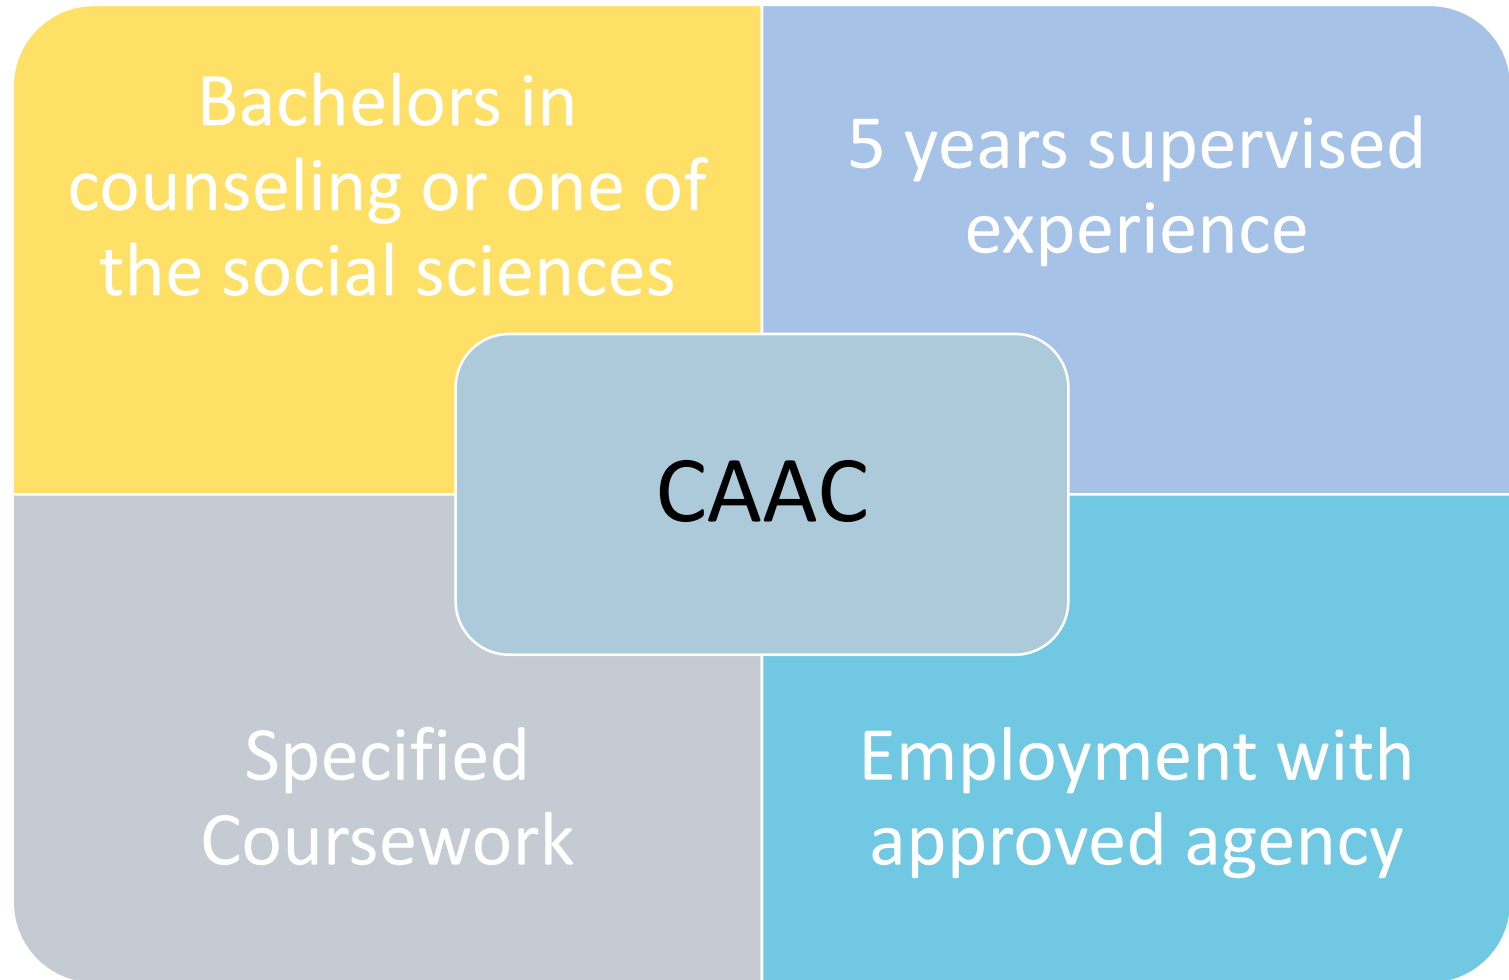 Bachelors in
counseling or one of
the social sciences
5 years supervised
experience
CAAC
Specified
Coursework
Employment with
approved agency